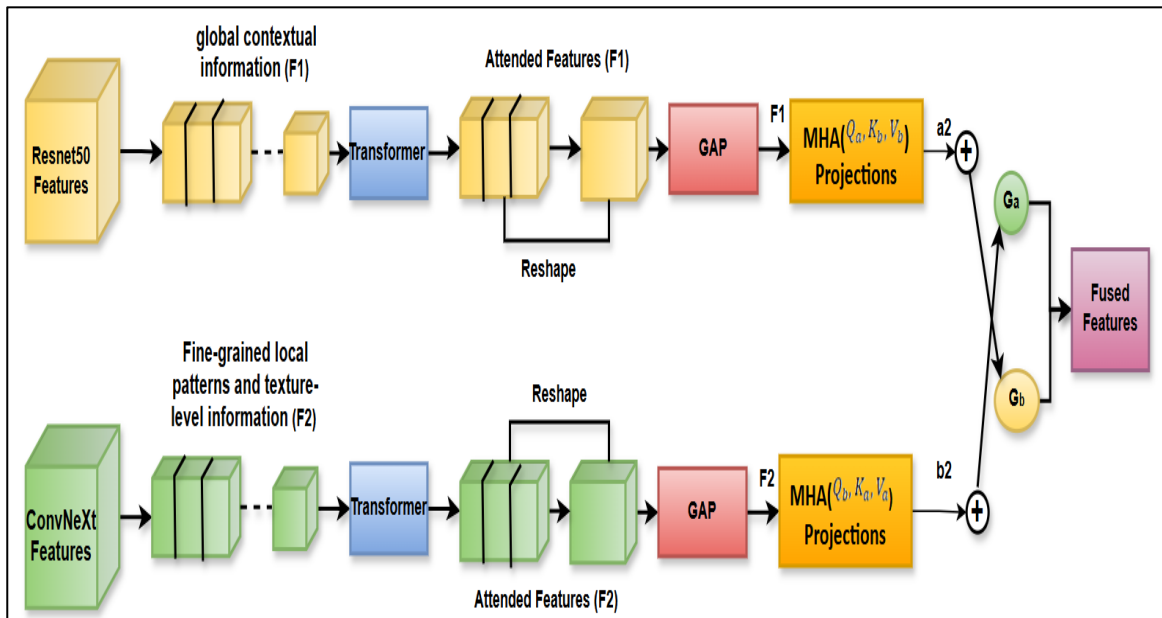 global contextual
information (F1)
Attended Features (F1)
Resnet50
Features
Transformer
GAP
F1
MHA(Qa, Kb, Vb)
Projections
a2
+
Ga
Reshape
Fused
Features
Fine-grained local
patterns and texture-
level information (F2)
Reshape
Gb
ConvNeXt
Features
Transformer
GAP
F2
MHA(Qb, Ka, Va)
Projections
b2
+
Attended Features (F2)